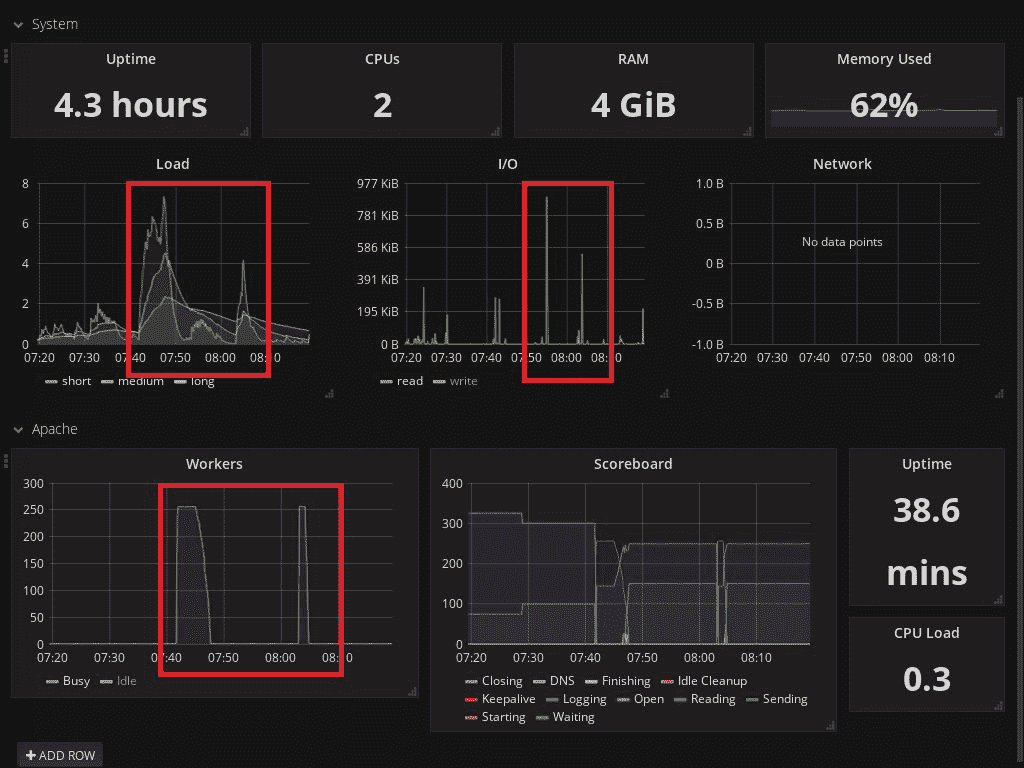 System
Uptime
4.3 hours
CPUs
2
RAM
4 GiB
Memory Used
62%
Load
8
6
4
2
0
07:20 07:30 07:40 07:50 08:00 08:10
short medium long
I/O
977 KiB
781 KiB
586 KiB
391 KiB
195 KiB
0 B
07:20 07:30 07:40 07:50 08:00 08:10
read write
Network
1.0 B
0.5 B
0 B
-0.5 B
-1.0 B
No data points
07:20 07:30 07:40 07:50 08:00 08:10
Apache
Workers
300
250
200
150
100
50
0
07:20 07:30 07:40 07:50 08:00 08:10
Busy Idle
Scoreboard
400
300
200
100
0
07:20 07:30 07:40 07:50 08:00 08:10
Closing DNS Finishing Idle Cleanup
Keepalive Logging Open Reading Sending
Starting Waiting
Uptime
38.6
mins
CPU Load
0.3
+ ADD ROW